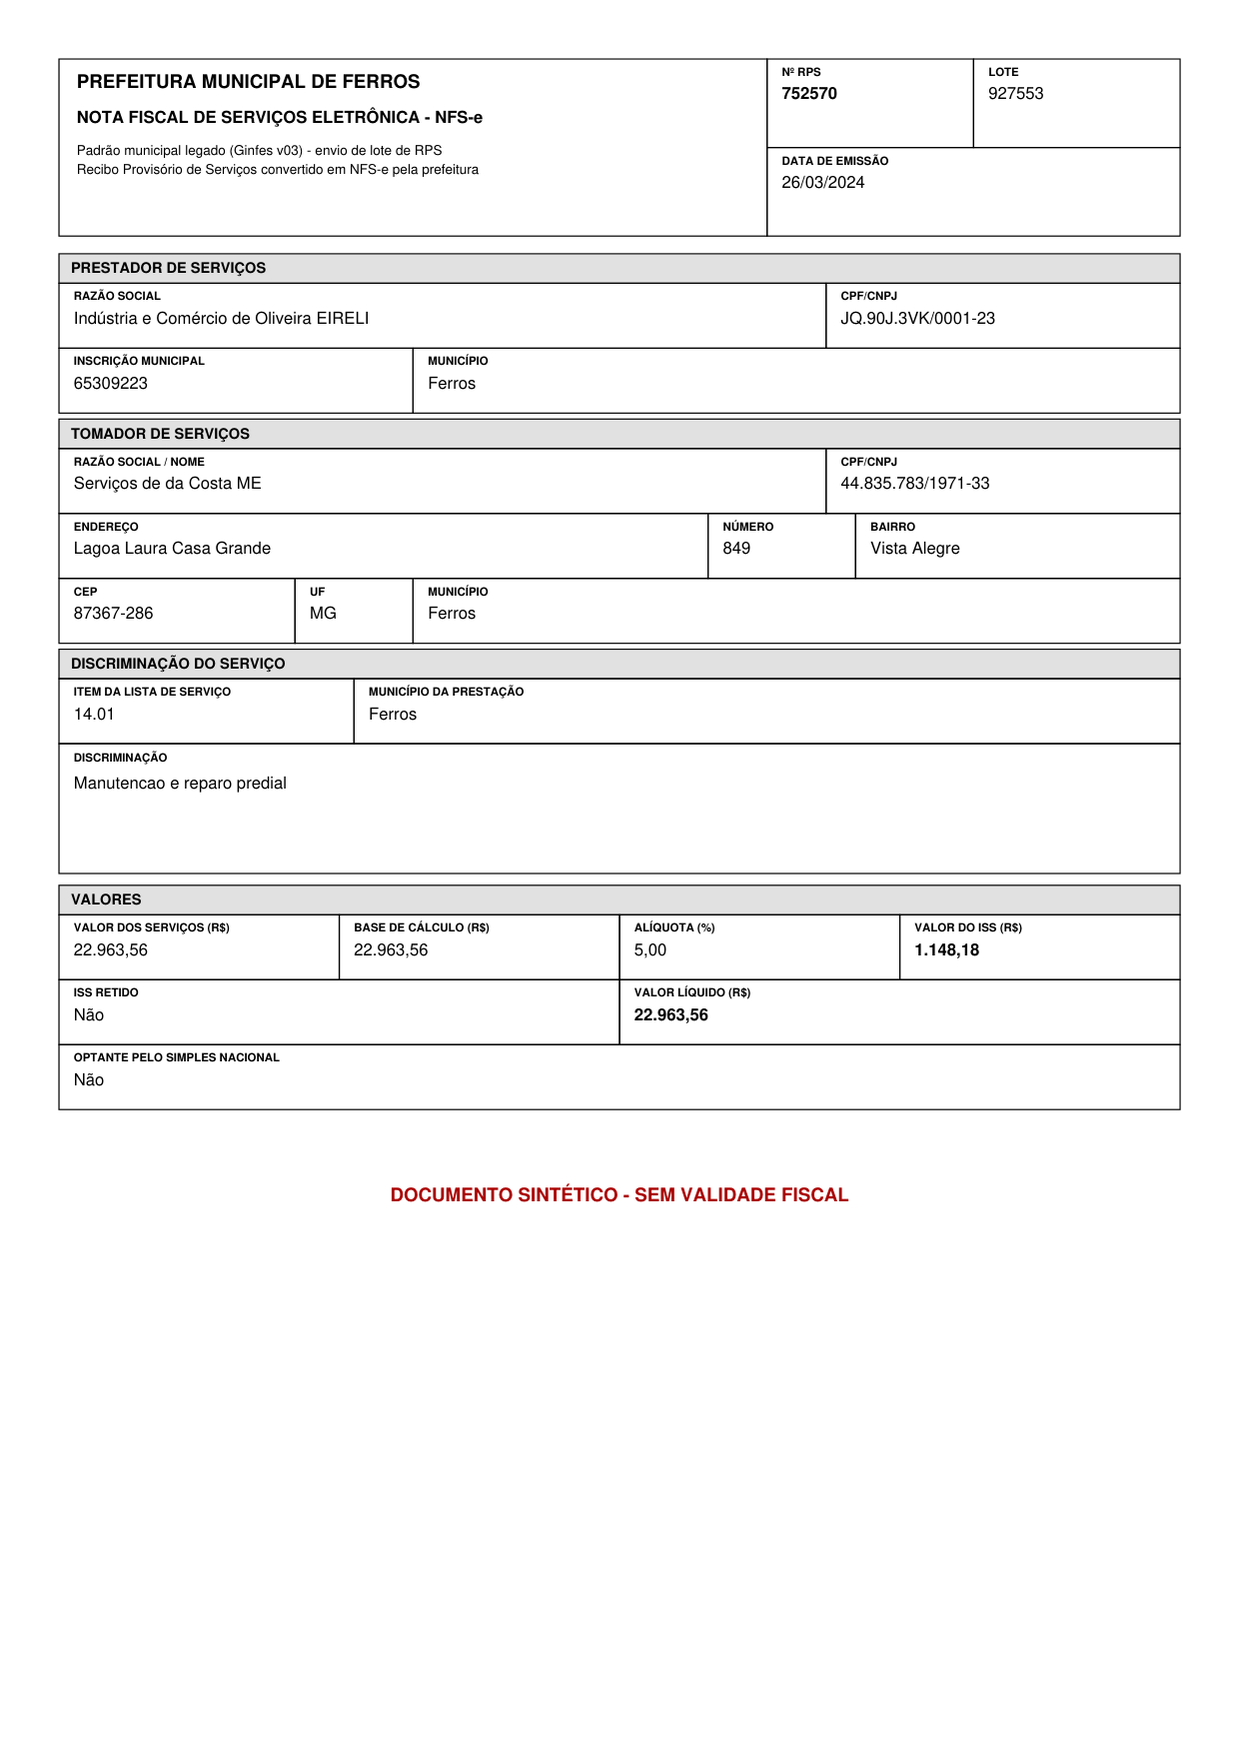 PREFEITURA MUNICIPAL DE FERROS
NOTA FISCAL DE SERVIÇOS ELETRÔNICA - NFS-e
Padrão municipal legado (Ginfes v03) - envio de lote de RPS
Recibo Provisório de Serviços convertido em NFS-e pela prefeitura
Nº RPS
752570
LOTE
927553
DATA DE EMISSÃO
26/03/2024
PRESTADOR DE SERVIÇOS
RAZÃO SOCIAL
Indústria e Comércio de Oliveira EIRELI
CPF/CNPJ
JQ.90J.3VK/0001-23
INSCRIÇÃO MUNICIPAL
65309223
MUNICÍPIO
Ferros
TOMADOR DE SERVIÇOS
RAZÃO SOCIAL / NOME
Serviços de da Costa ME
CPF/CNPJ
44.835.783/1971-33
ENDEREÇO
Lagoa Laura Casa Grande
NÚMERO
849
BAIRRO
Vista Alegre
CEP
87367-286
UF
MG
MUNICÍPIO
Ferros
DISCRIMINAÇÃO DO SERVIÇO
ITEM DA LISTA DE SERVIÇO
14.01
MUNICÍPIO DA PRESTAÇÃO
Ferros
DISCRIMINAÇÃO
Manutencao e reparo predial
VALORES
VALOR DOS SERVIÇOS (R$)
22.963,56
BASE DE CÁLCULO (R$)
22.963,56
ALÍQUOTA (%)
5,00
VALOR DO ISS (R$)
1.148,18
ISS RETIDO
Não
VALOR LÍQUIDO (R$)
22.963,56
OPTANTE PELO SIMPLES NACIONAL
Não
DOCUMENTO SINTÉTICO - SEM VALIDADE FISCAL